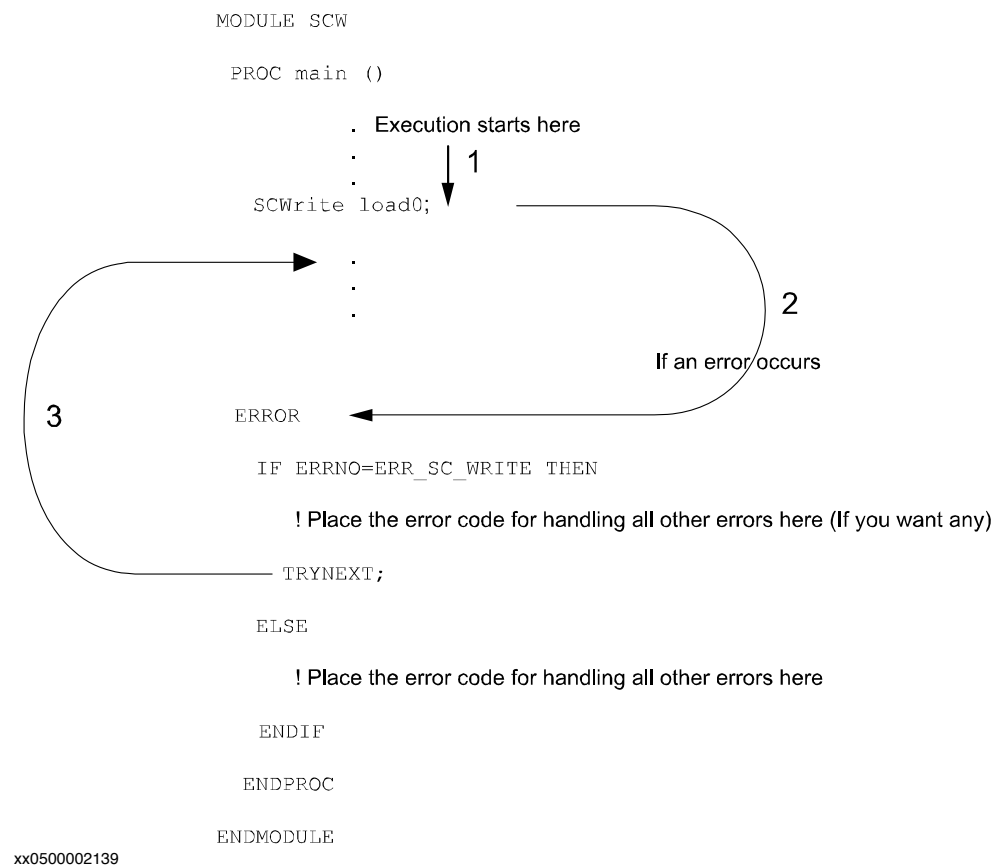 MODULE SCW
PROC main ()
. Execution starts here
.
1
.
SCWrite load0;
.
.
.
2
If an error occurs
3
ERROR
IF ERRNO=ERR_SC_WRITE THEN
! Place the error code for handling all other errors here (If you want any)
TRYNEXT;
ELSE
! Place the error code for handling all other errors here
ENDIF
ENDPROC
ENDMODULE
xx0500002139